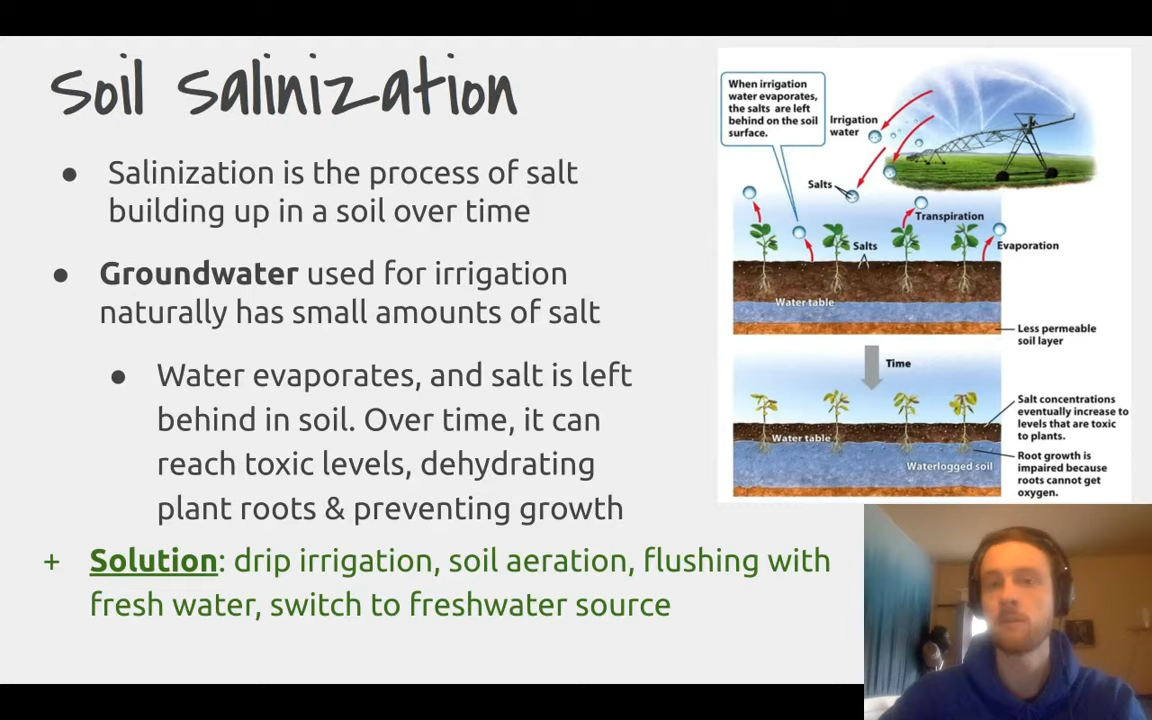 Soil Salinization
● Salinization is the process of salt
building up in a soil over time
● Groundwater used for irrigation
naturally has small amounts of salt
● Water evaporates, and salt is left
behind in soil. Over time, it can
reach toxic levels, dehydrating
plant roots & preventing growth
+ Solution: drip irrigation, soil aeration, flushing with
fresh water, switch to freshwater source
When irrigation
water evaporates,
the salts are left
behind on the soil
surface.
Irrigation
water
Salts
Transpiration
Salts
Evaporation
Water table
Less permeable
soil layer
Time
Salt concentrations
eventually increase to
levels that are toxic
to plants.
Water table
Root growth is
impaired because
roots cannot get
oxygen.
Waterlogged soil